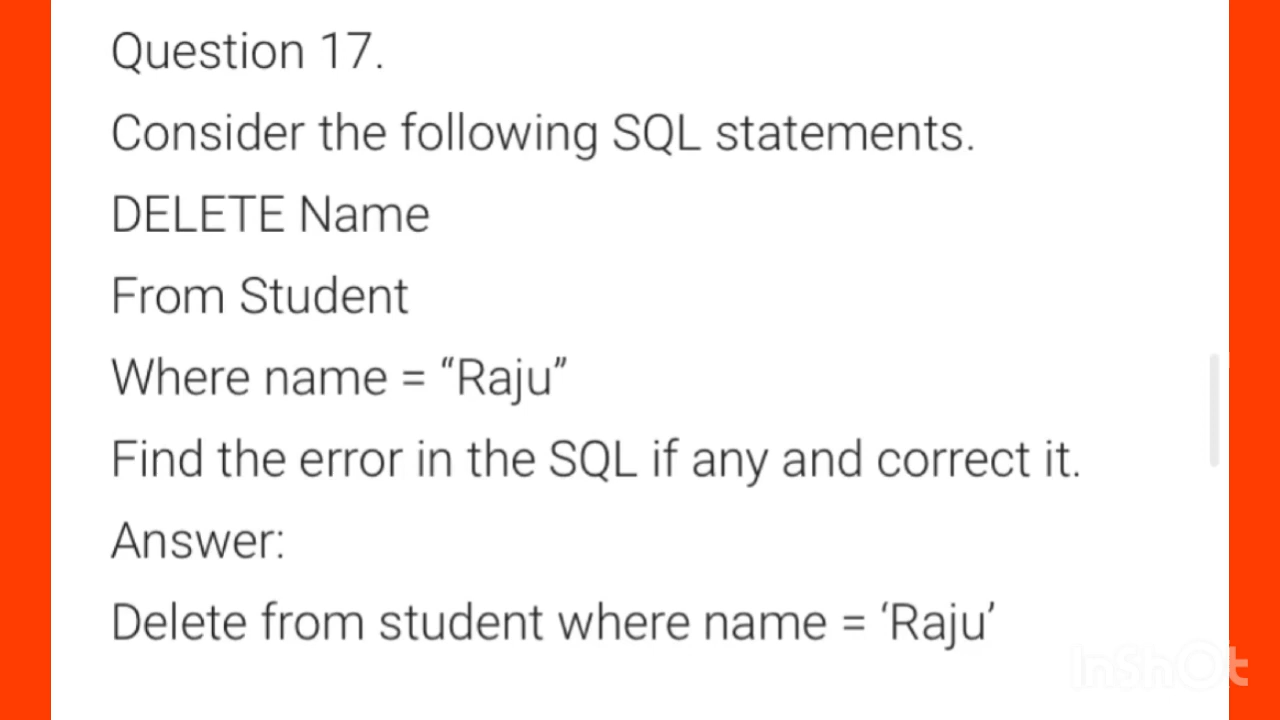 Question 17.
Consider the following SQL statements.
DELETE Name
From Student
Where name = “Raju”
Find the error in the SQL if any and correct it.
Answer:
Delete from student where name = ‘Raju’
InShOt